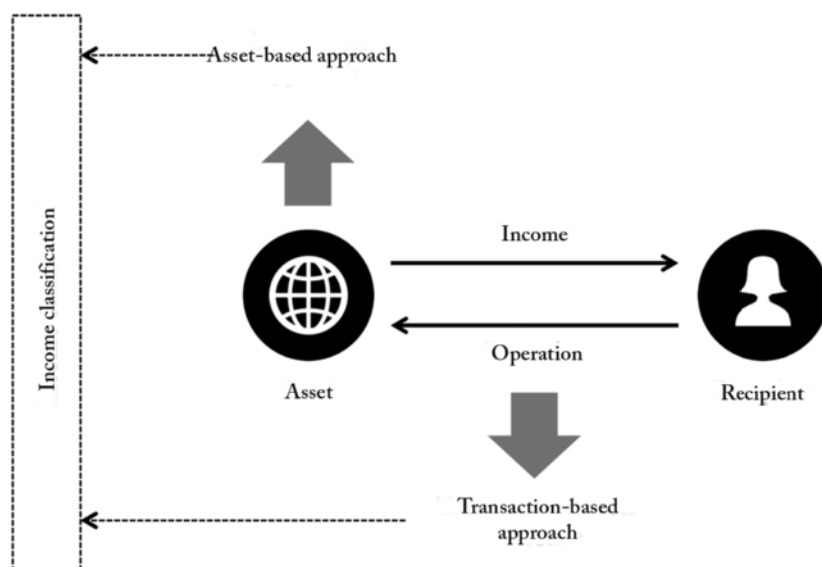 Asset-based approach
Income classification
Income
Operation
Asset
Recipient
Transaction-based
approach